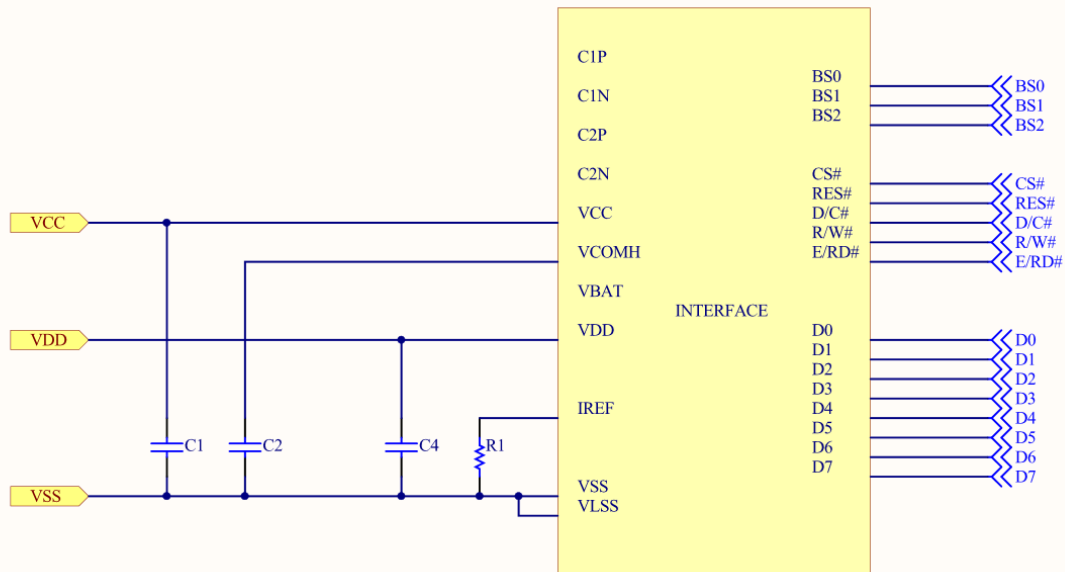 C1P
BS0
BS0
C1N
BS1
BS1
BS2
BS2
C2P
C2N
CS#
CS#
RES#
RES#
VCC
VCC
D/C#
D/C#
R/W#
R/W#
VCOMH
E/RD#
E/RD#
VBAT
INTERFACE
VDD
VDD
D0
D0
D1
D1
D2
D2
D3
D3
IREF
D4
D4
D5
D5
C1
C2
C4
R1
D6
D6
D7
D7
VSS
VSS
VLSS